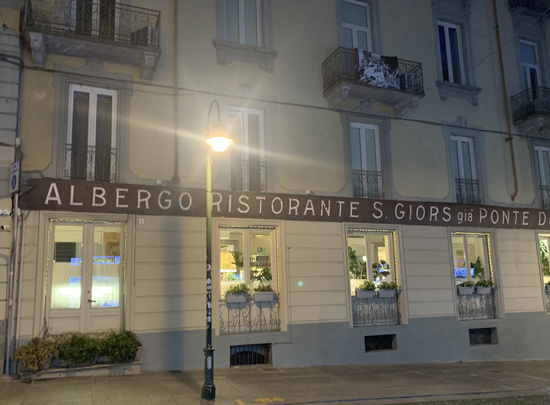 ALBERGO RISTORANTE S. GIORS già PONTE D